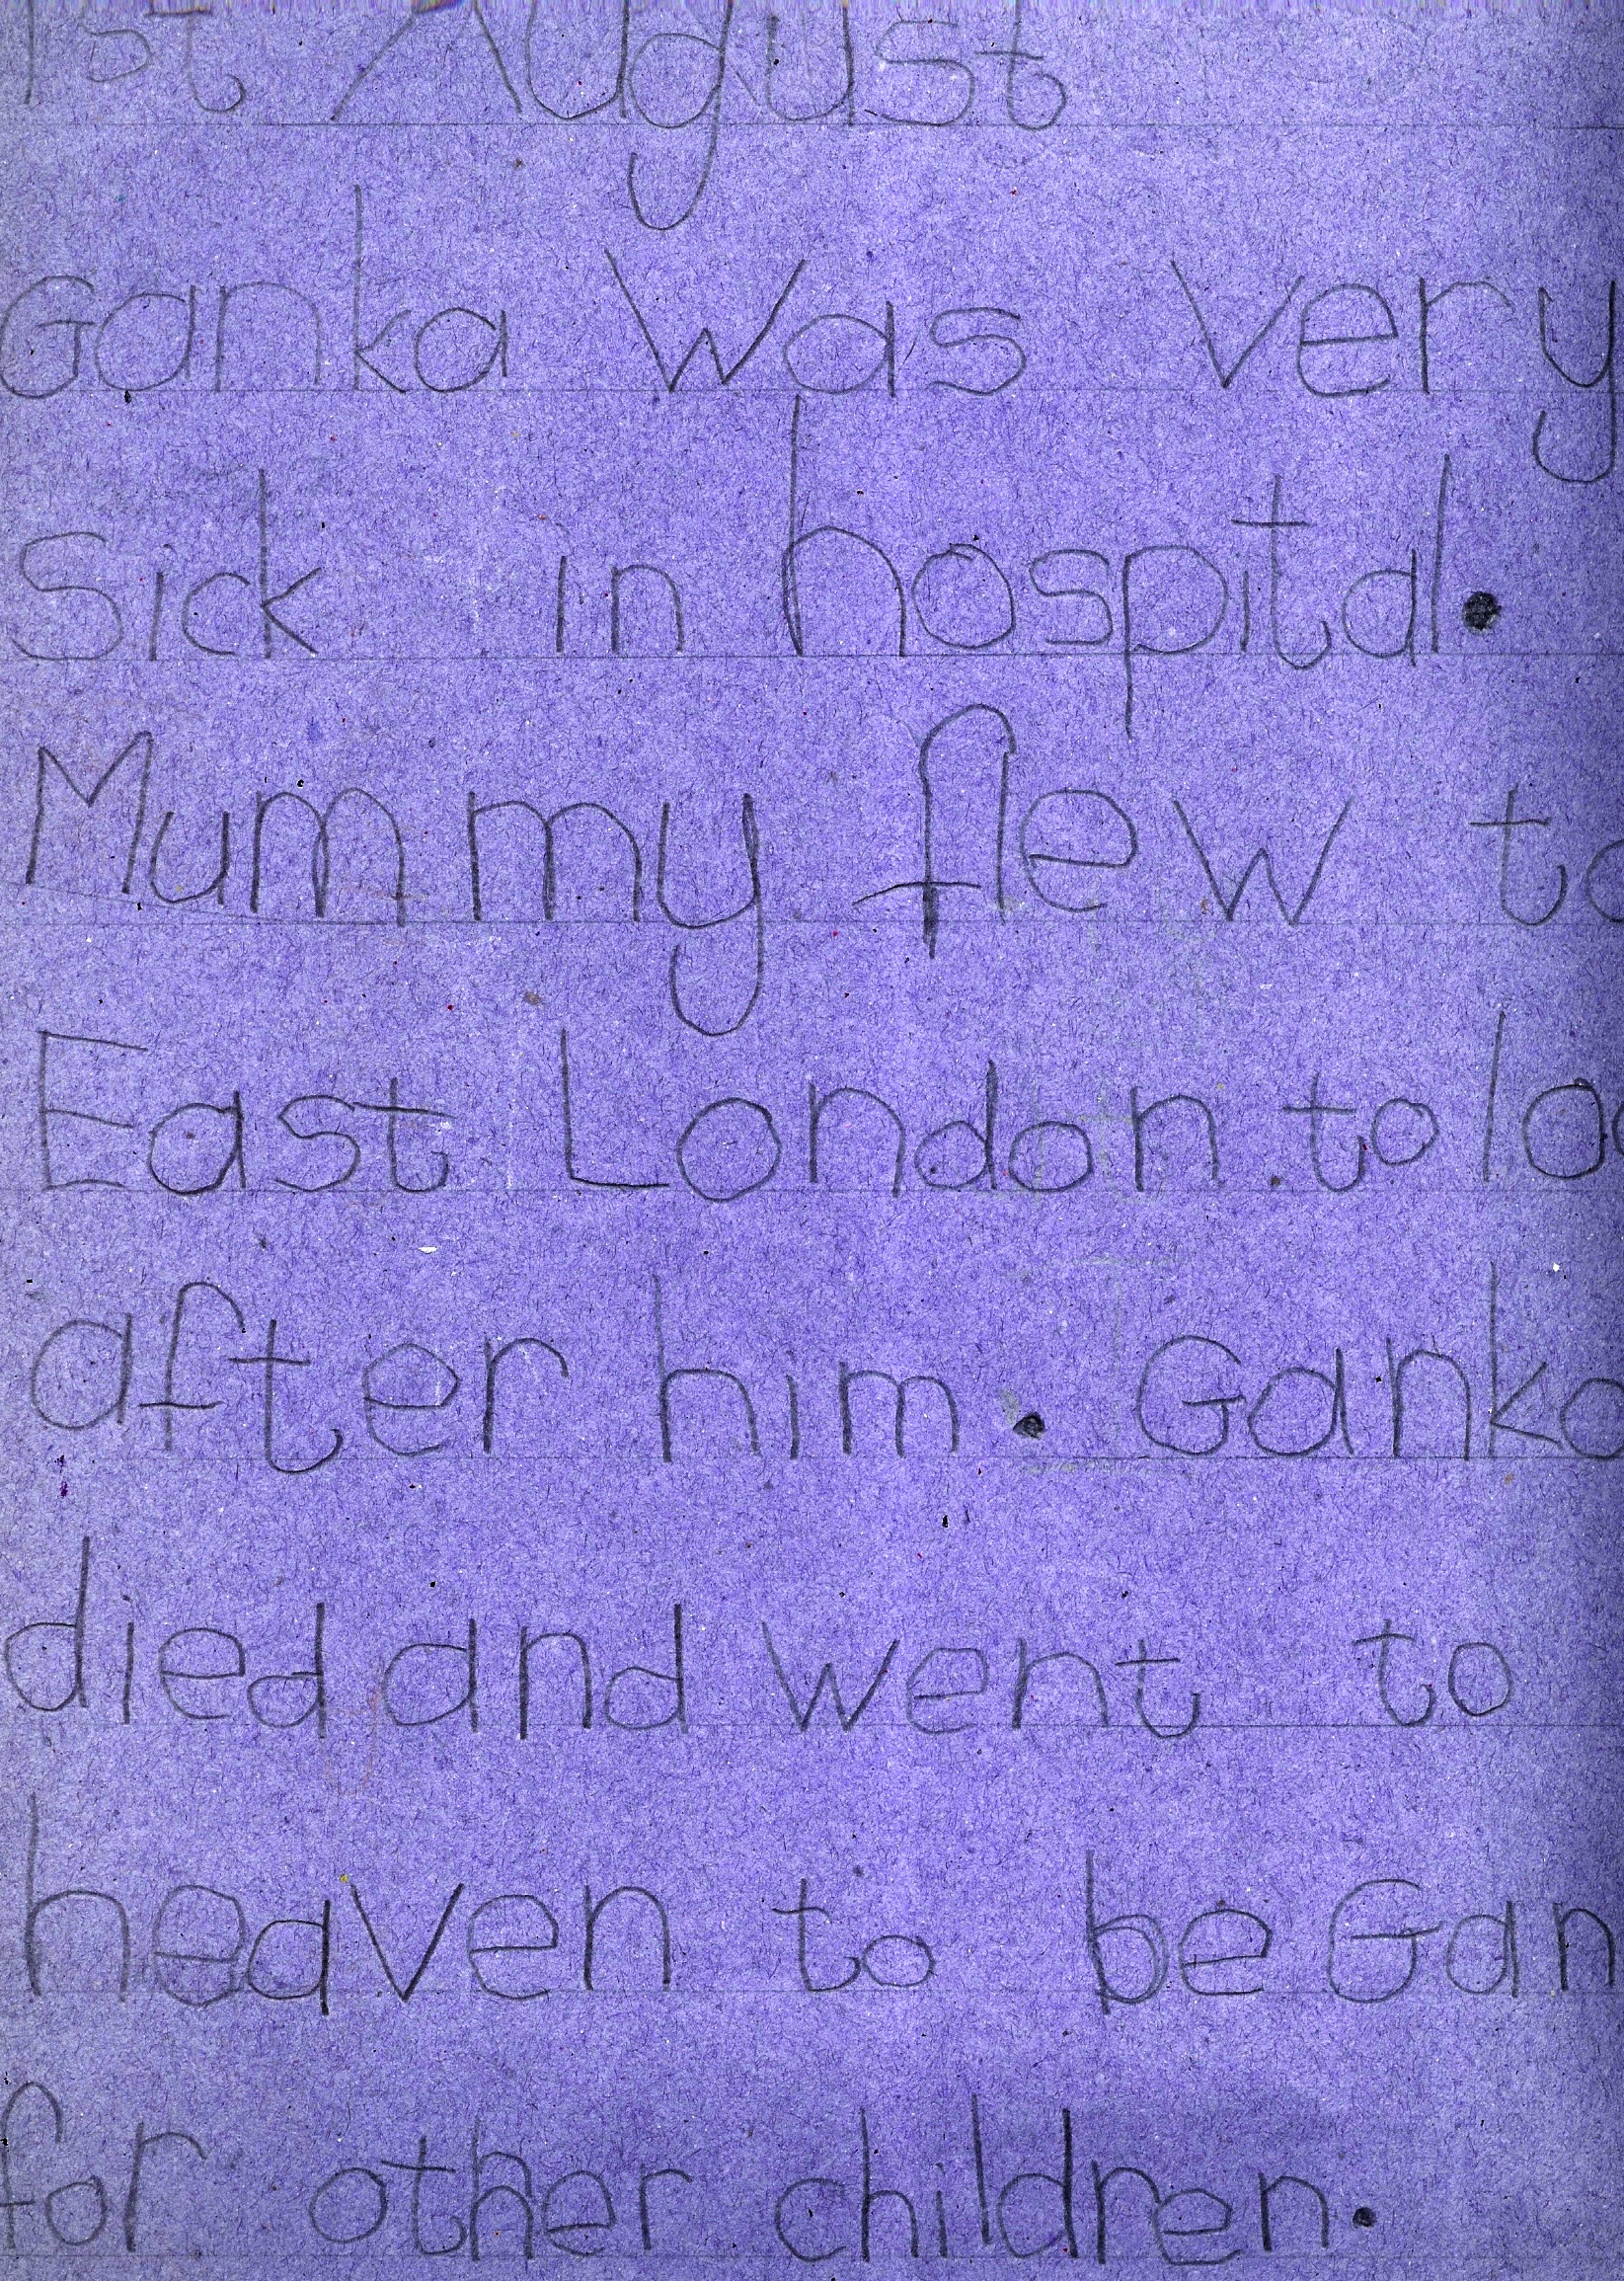 1st August
Ganka was very
Sick in hospital.
Mummy flew to
East London to loo
after him. Ganka
died and went to
heaven to be Gan
for other children.